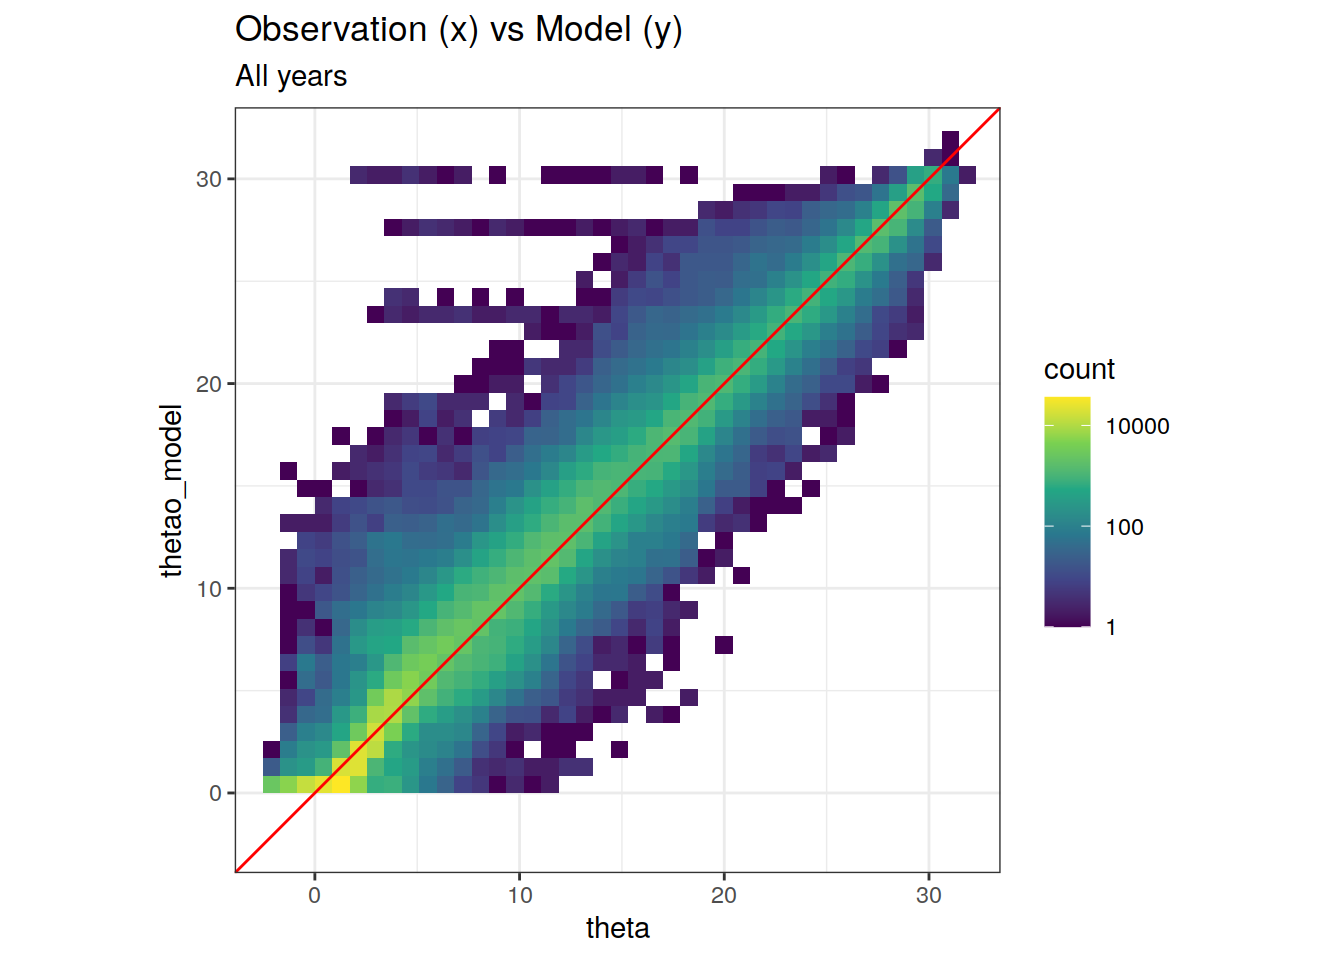 Observation (x) vs Model (y)
All years
thetao_model
30
20
10
0
0 10 20 30
theta
count
10000
100
1